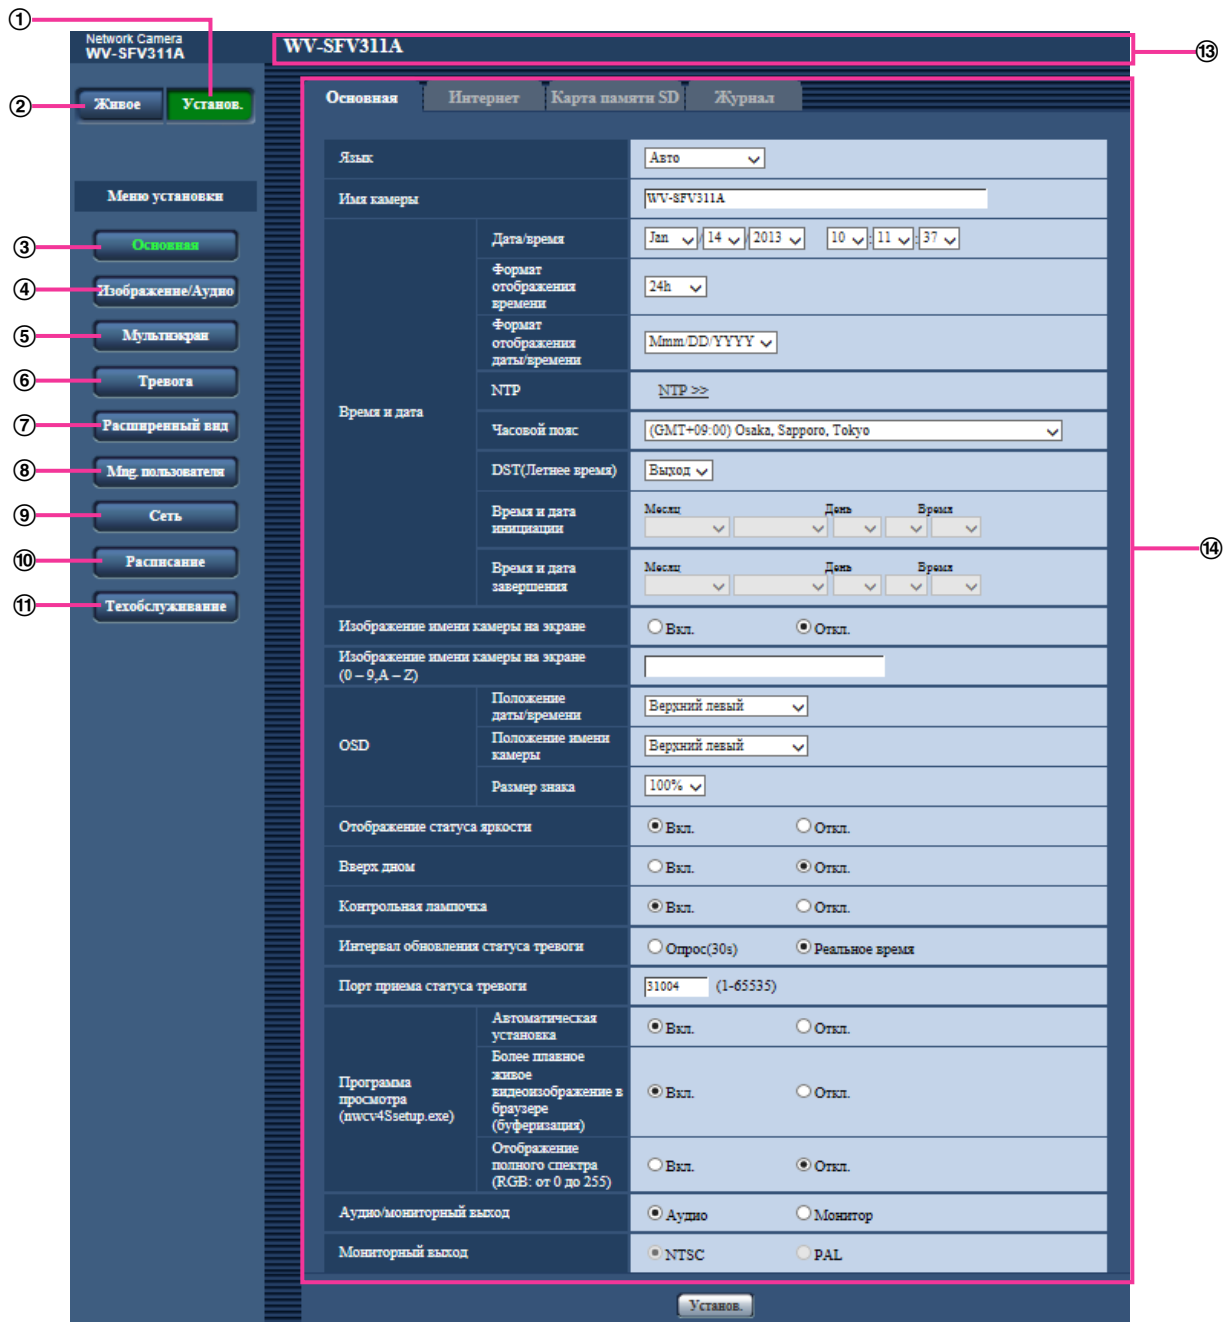 ①
Network Camera
WV-SFV311A
WV-SFV311A
⑬
② Живое Установ.
Основная Интернет Карта памяти SD Журнал
Меню установки
③ Основная
④ Изображение/Аудио
⑤ Мультиэкран
⑥ Тревога
⑦ Расширенный вид
⑧ Mng. пользователя
⑨ Сеть
⑩ Расписание
⑪ Техобслуживание
⑭
Язык Авто
Имя камеры WV-SFV311A
Время и дата
Дата/время Jan / 14 / 2013 10 : 11 : 37
Формат
отображения
времени
24h
Формат
отображения
даты/времени
Mmm/DD/YYYY
NTP NTP >>
Часовой пояс (GMT+09:00) Osaka, Sapporo, Tokyo
DST(Летнее время) Выход
Время и дата
инициации
Месяц День Время
Время и дата
завершения
Месяц День Время
Изображение имени камеры на экране Вкл. Откл.
Изображение имени камеры на экране
(0 – 9,A – Z)
OSD
Положение
даты/времени
Верхний левый
Положение имени
камеры
Верхний левый
Размер знака 100%
Отображение статуса яркости Вкл. Откл.
Вверх дном Вкл. Откл.
Контрольная лампочка Вкл. Откл.
Интервал обновления статуса тревоги Опрос(30s) Реальное время
Порт приема статуса тревоги 31004 (1-65535)
Программа
просмотра
(nwcv4Ssetup.exe)
Автоматическая
установка
Вкл. Откл.
Более плавное
живое
видеоизображение в
браузере
(буферизация)
Вкл. Откл.
Отображение
полного спектра
(RGB: от 0 до 255)
Вкл. Откл.
Аудио/мониторный выход Аудио Монитор
Мониторный выход NTSC PAL
Установ.